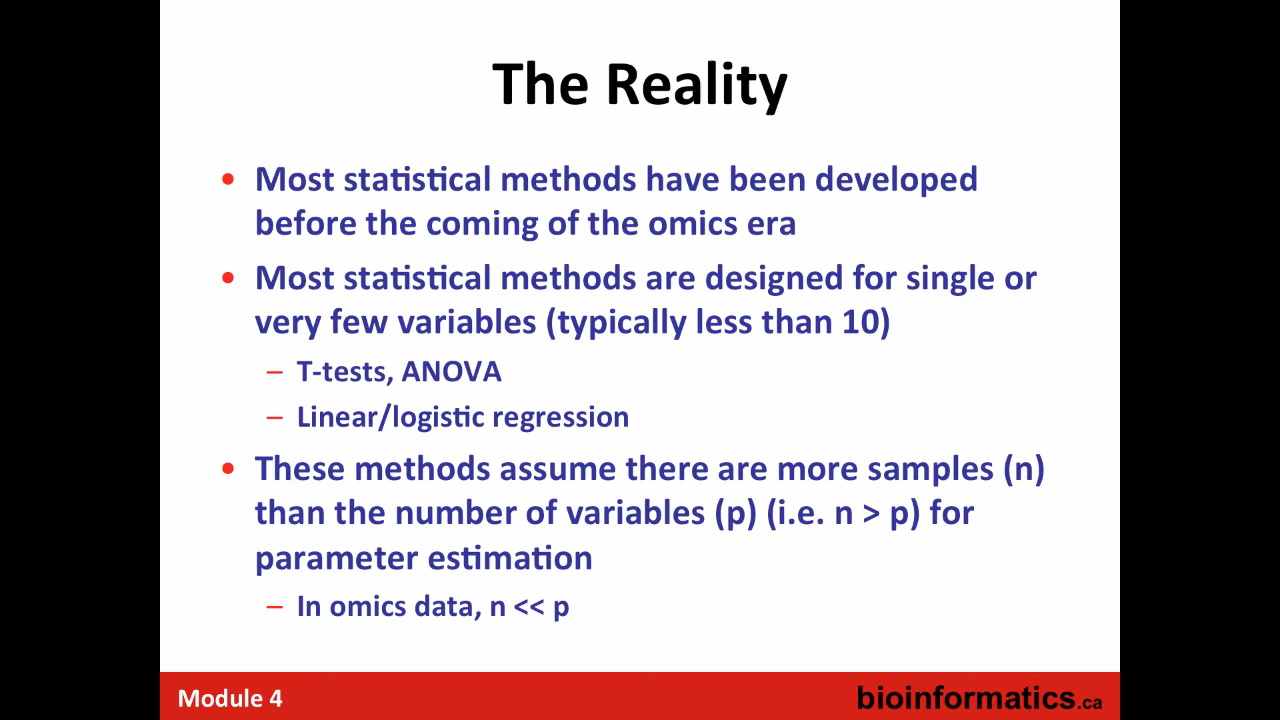 The Reality
• Most statistical methods have been developed
before the coming of the omics era
• Most statistical methods are designed for single or
very few variables (typically less than 10)
– T-tests, ANOVA
– Linear/logistic regression
• These methods assume there are more samples (n)
than the number of variables (p) (i.e. n > p) for
parameter estimation
– In omics data, n << p
Module 4
bioinformatics.ca